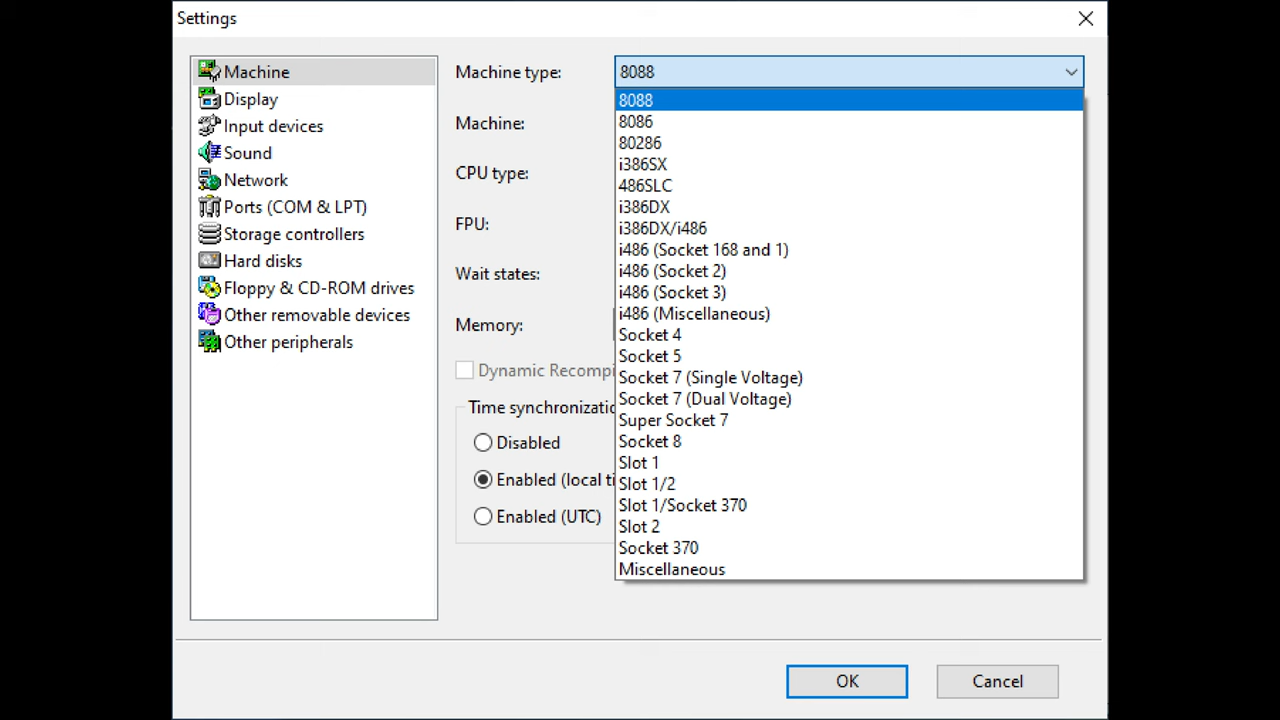 Settings
Machine
Display
Input devices
Sound
Network
Ports (COM & LPT)
Storage controllers
Hard disks
Floppy & CD-ROM drives
Other removable devices
Other peripherals
Machine type:
8088
Machine:
CPU type:
FPU:
Wait states:
Memory:
Dynamic Recompi
Time synchronizatio
Disabled
Enabled (local ti
Enabled (UTC)
8088
8086
80286
i386SX
486SLC
i386DX
i386DX/i486
i486 (Socket 168 and 1)
i486 (Socket 2)
i486 (Socket 3)
i486 (Miscellaneous)
Socket 4
Socket 5
Socket 7 (Single Voltage)
Socket 7 (Dual Voltage)
Super Socket 7
Socket 8
Slot 1
Slot 1/2
Slot 1/Socket 370
Slot 2
Socket 370
Miscellaneous
OK
Cancel